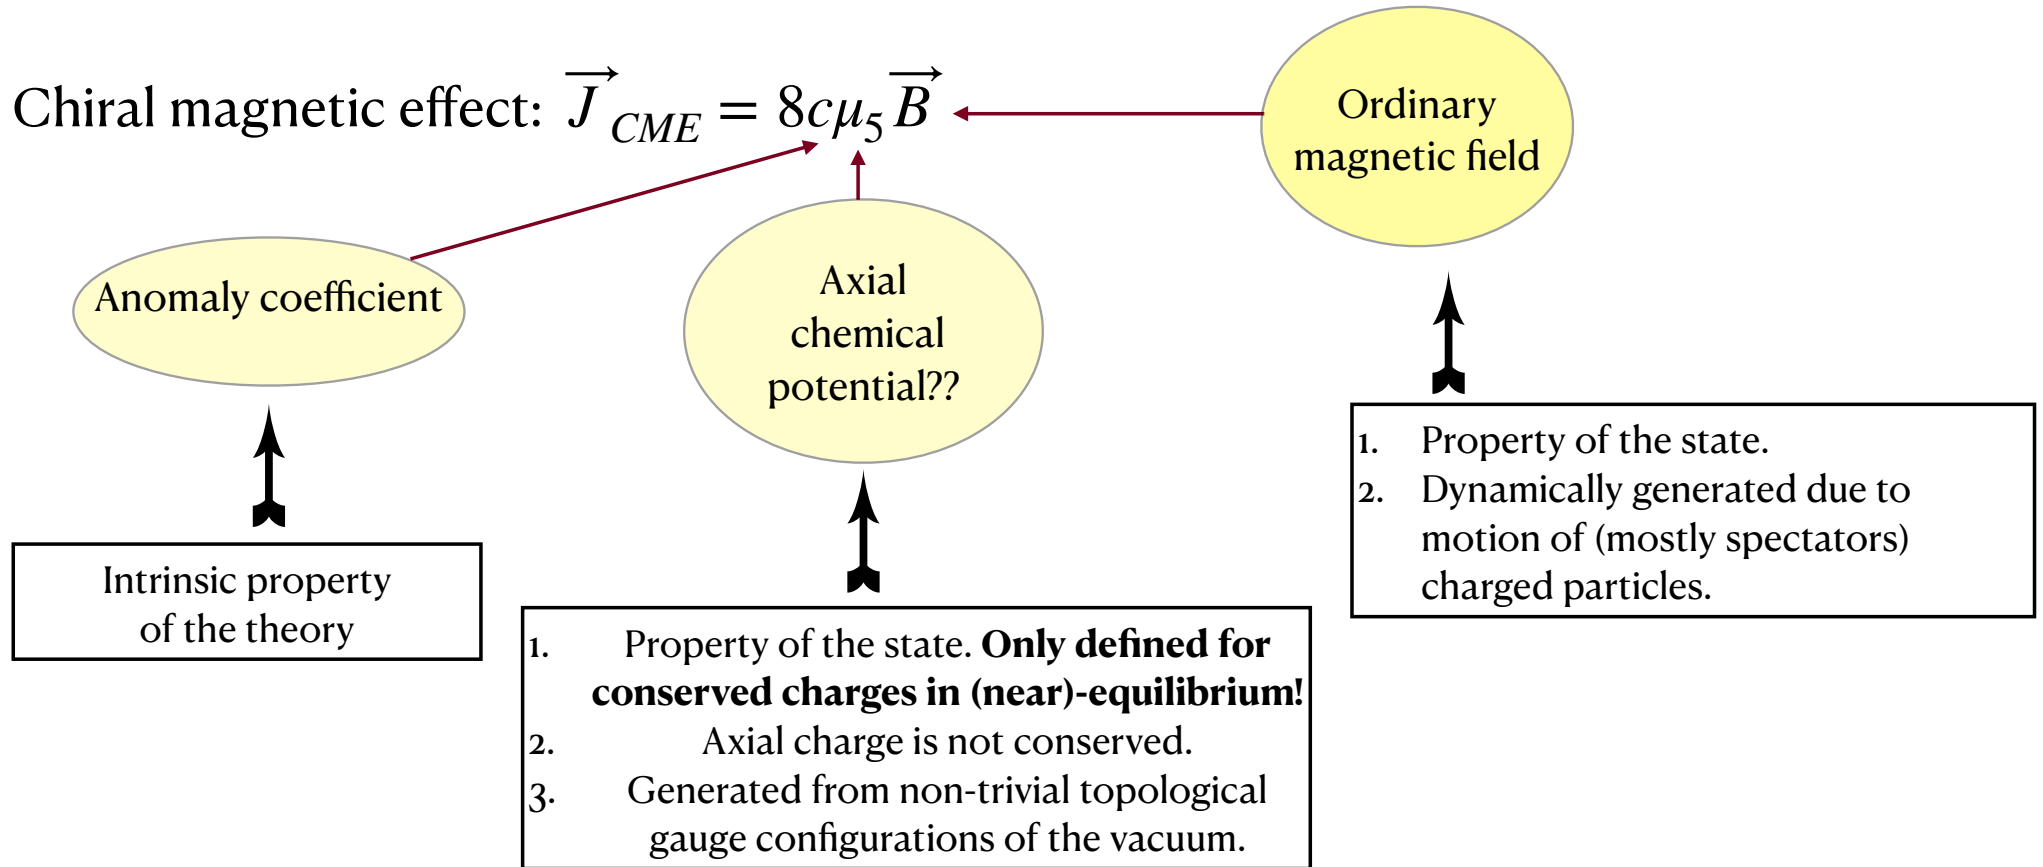 Chiral magnetic effect: $\overrightarrow{J}_{CME} = 8c\mu_5\overrightarrow{B}$
Ordinary
magnetic field
Anomaly coefficient
Axial
chemical
potential??
Intrinsic property
of the theory
1. Property of the state. Only defined for
conserved charges in (near)-equilibrium!
2. Axial charge is not conserved.
3. Generated from non-trivial topological
gauge configurations of the vacuum.
1. Property of the state.
2. Dynamically generated due to
motion of (mostly spectators)
charged particles.